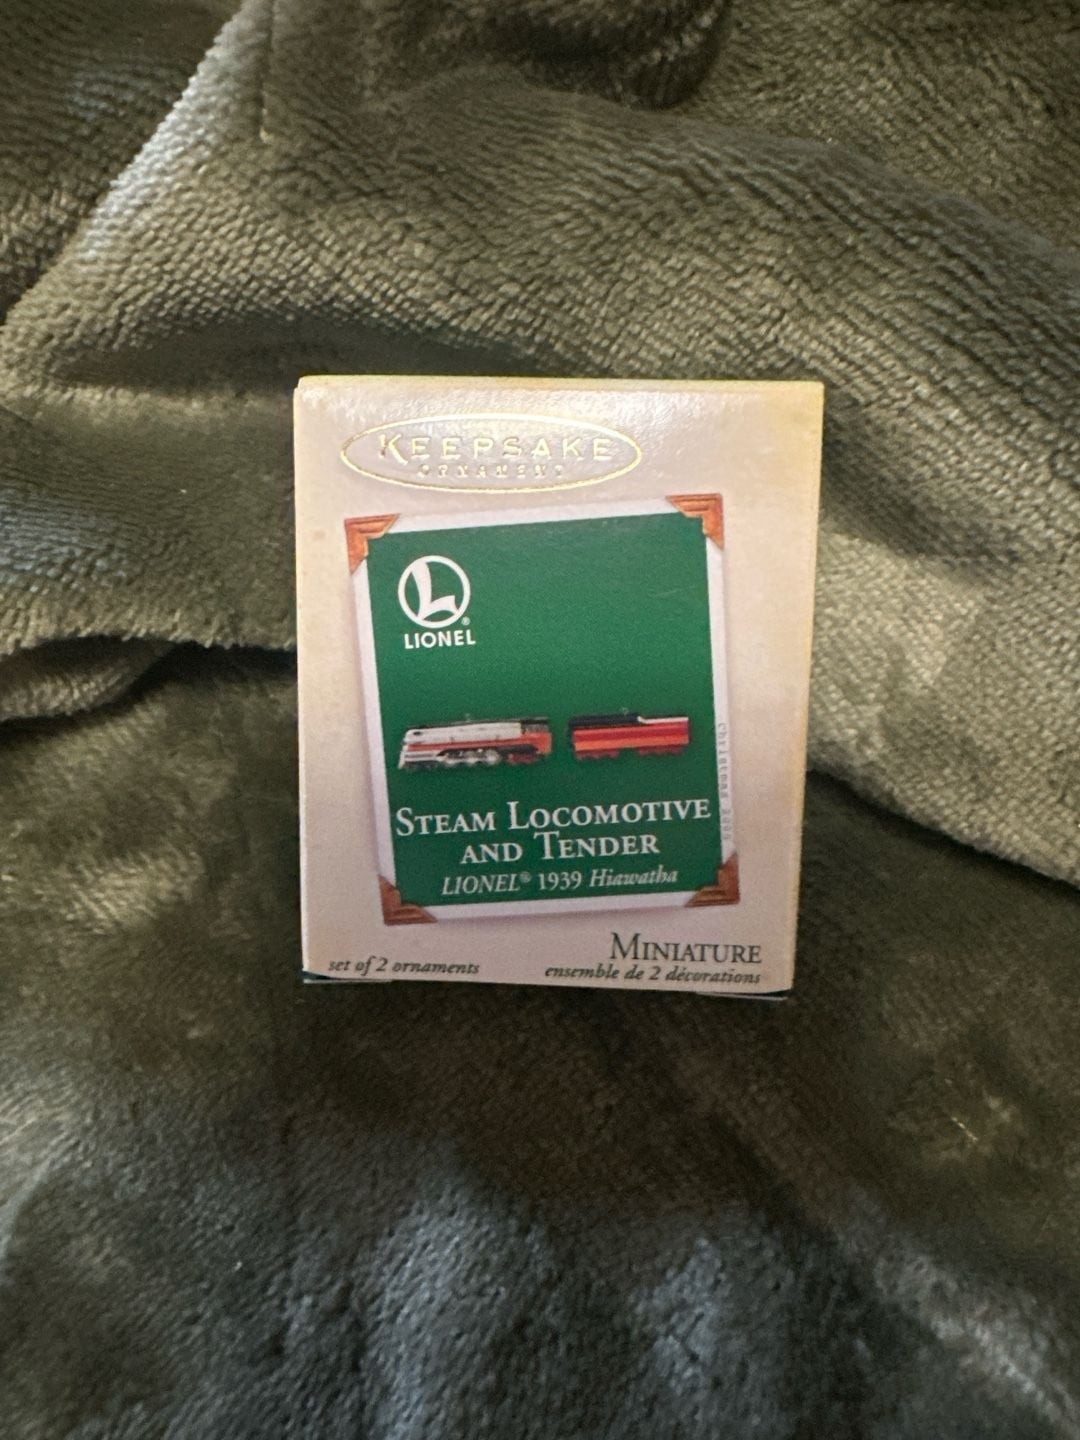 KEEPSAKE
ORNAMENT
L
LIONEL®
STEAM LOCOMOTIVE
AND TENDER
LIONEL® 1939 Hiawatha
MINIATURE
set of 2 ornaments
ensemble de 2 décorations